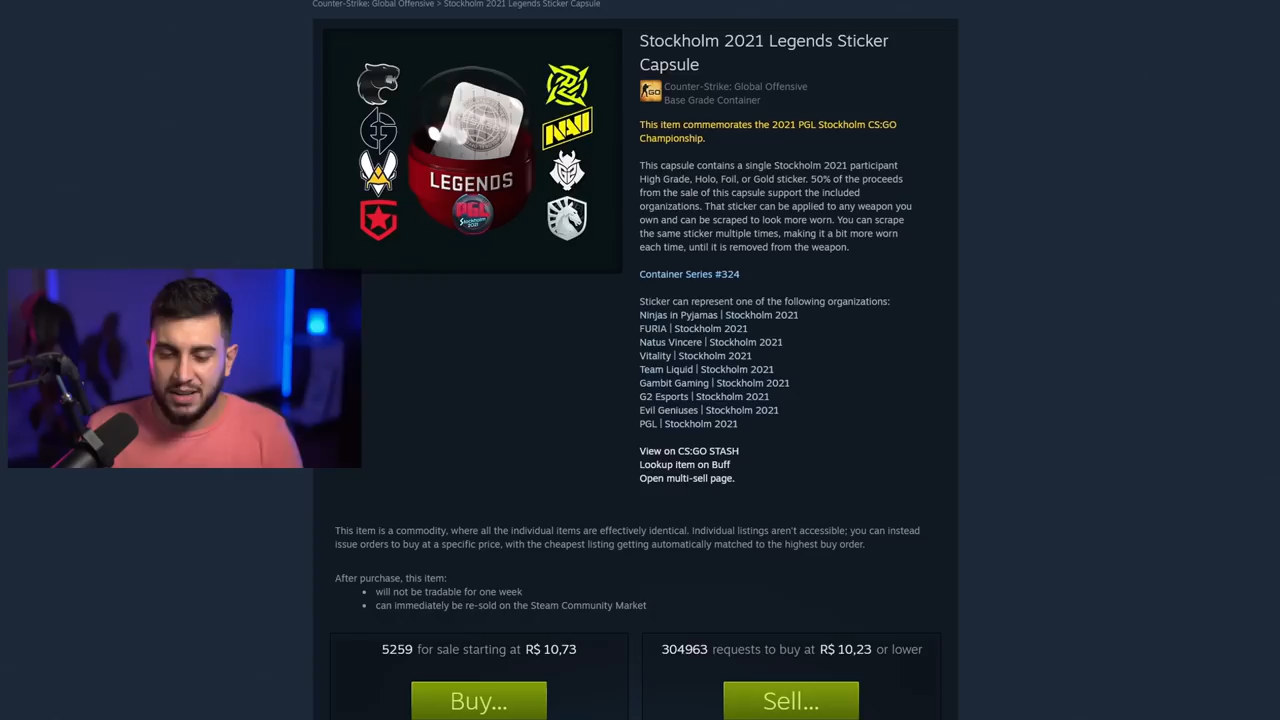 Counter-Strike: Global Offensive > Stockholm 2021 Legends Sticker Capsule
LEGENDS
PGL
Stockholm
2021
NAVI
Stockholm 2021 Legends Sticker
Capsule
CS:GO
Counter-Strike: Global Offensive
Base Grade Container
This item commemorates the 2021 PGL Stockholm CS:GO
Championship.
This capsule contains a single Stockholm 2021 participant
High Grade, Holo, Foil, or Gold sticker. 50% of the proceeds
from the sale of this capsule support the included
organizations. That sticker can be applied to any weapon you
own and can be scraped to look more worn. You can scrape
the same sticker multiple times, making it a bit more worn
each time, until it is removed from the weapon.
Container Series #324
Sticker can represent one of the following organizations:
Ninjas in Pyjamas | Stockholm 2021
FURIA | Stockholm 2021
Natus Vincere | Stockholm 2021
Vitality | Stockholm 2021
Team Liquid | Stockholm 2021
Gambit Gaming | Stockholm 2021
G2 Esports | Stockholm 2021
Evil Geniuses | Stockholm 2021
PGL | Stockholm 2021
View on CS:GO STASH
Lookup item on Buff
Open multi-sell page.
This item is a commodity, where all the individual items are effectively identical. Individual listings aren't accessible; you can instead
issue orders to buy at a specific price, with the cheapest listing getting automatically matched to the highest buy order.
After purchase, this item:
• will not be tradable for one week
• can immediately be re-sold on the Steam Community Market
5259 for sale starting at R$ 10,73
304963 requests to buy at R$ 10,23 or lower
Buy...
Sell...